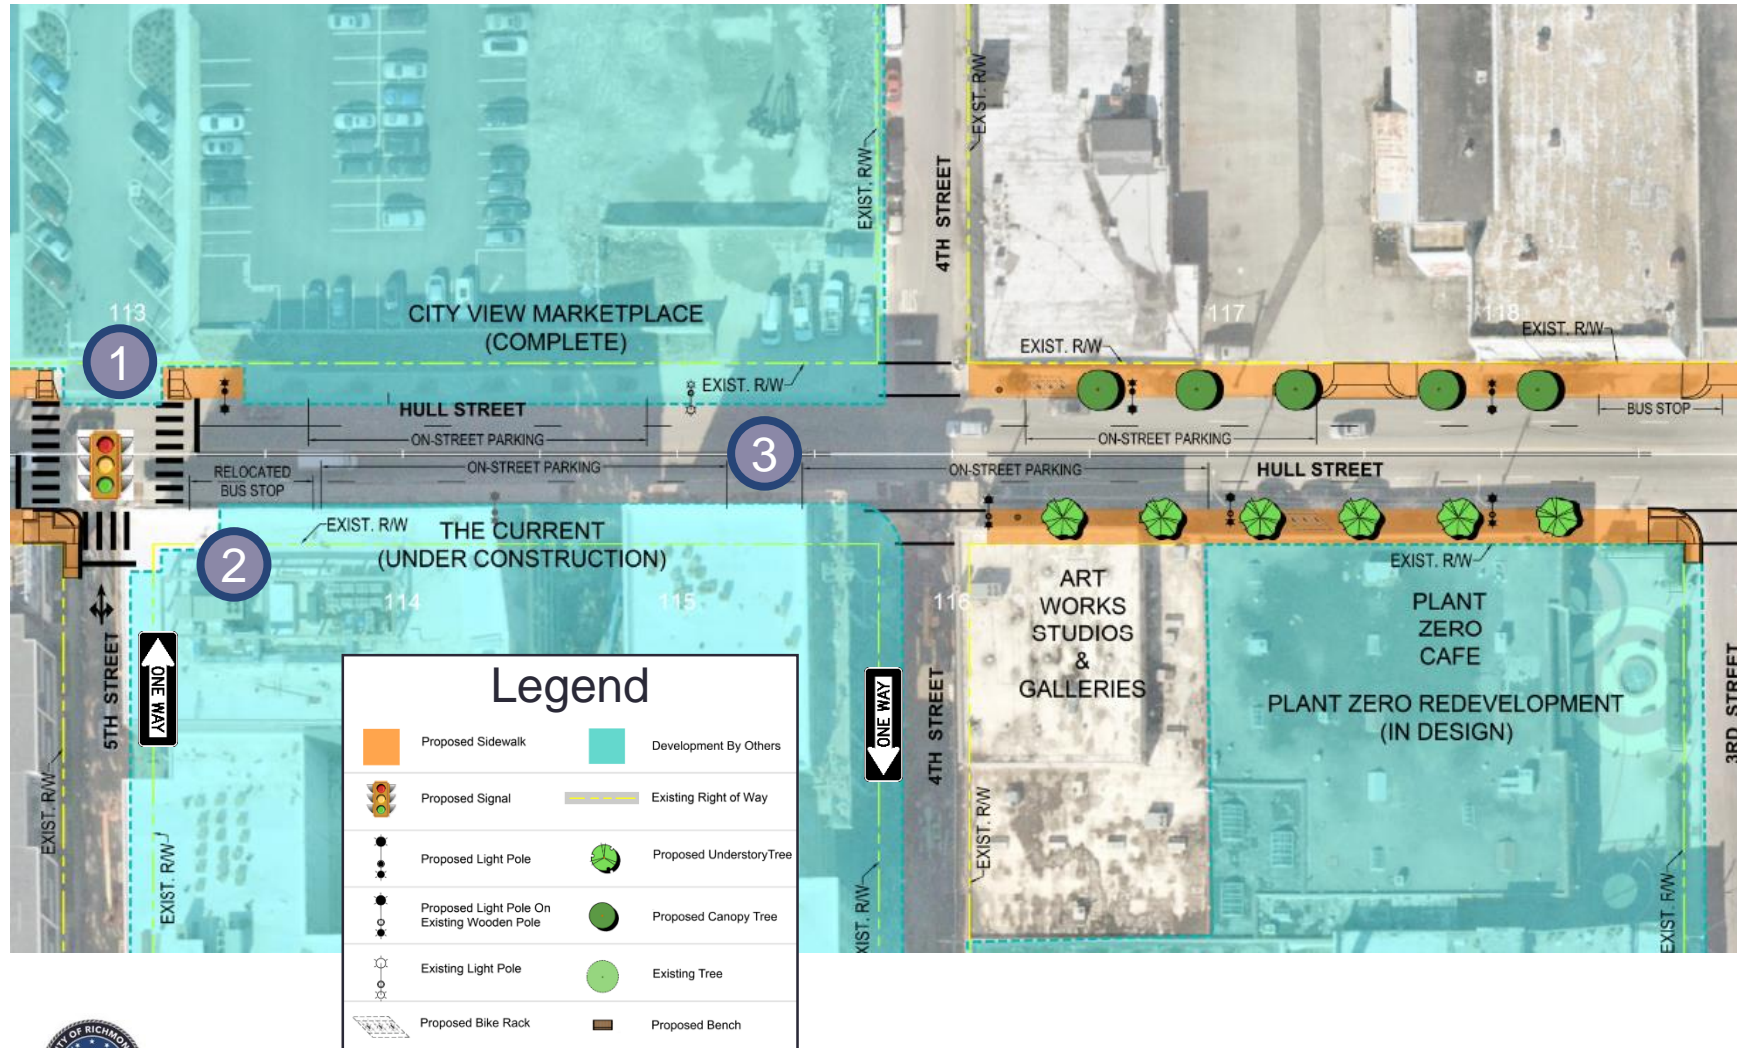 EXIST. R/W
EXIST. R/W
4TH STREET
113
CITY VIEW MARKETPLACE
(COMPLETE)
117
118
EXIST. R/W
EXIST. R/W
1
EXIST. R/W
HULL STREET
BUS STOP
ON-STREET PARKING
ON-STREET PARKING
3
RELOCATED
BUS STOP
ON-STREET PARKING
ON-STREET PARKING
HULL STREET
EXIST. R/W
THE CURRENT
(UNDER CONSTRUCTION)
2
EXIST. R/W
114
115
116
ART
WORKS
STUDIOS
&
GALLERIES
PLANT
ZERO
CAFE
PLANT ZERO REDEVELOPMENT
(IN DESIGN)
5TH STREET
ONE WAY
ONE WAY
4TH STREET
3RD STREET
EXIST. R/W
EXIST. R/W
EXIST. R/W
EXIST. R/W
Legend
Proposed Sidewalk
Development By Others
Proposed Signal
Existing Right of Way
Proposed Light Pole
Proposed UnderstoryTree
Proposed Light Pole On
Existing Wooden Pole
Proposed Canopy Tree
Existing Light Pole
Existing Tree
Proposed Bike Rack
Proposed Bench